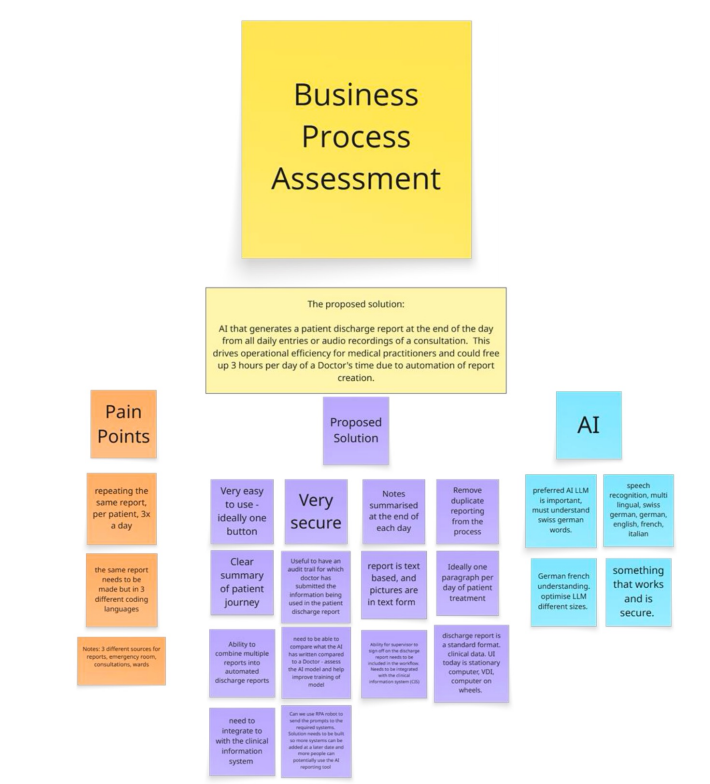 Business
Process
Assessment
The proposed solution:
AI that generates a patient discharge report at the end of the day
from all daily entries or audio recordings of a consultation. This
drives operational efficiency for medical practitioners and could free
up 3 hours per day of a Doctor's time due to automation of report
creation.
Pain
Points
repeating the
same report,
per patient, 3x
a day
the same report
needs to be
made but in 3
different coding
languages
Notes: 3 different sources for
reports, emergency room,
consultations, wards
Proposed
Solution
Very easy
to use -
ideally one
button
Very
secure
Notes
summarised
at the end of
each day
Remove
duplicate
reporting
from the
process
Clear
summary
of patient
journey
Useful to have an
audit trail for which
doctor has
submitted the
information being
used in the patient
discharge report
report is text
based, and
pictures are
in text form
Ideally one
paragraph per
day of patient
treatment
Ability to
combine multiple
reports into
automated
discharge reports
need to be able to
compare what the AI
has written compared
to a Doctor - assess
the AI model and help
improve training of
model
Ability for supervisor to
sign off on the discharge
report needs to be
included in the workflow.
Needs to be integrated
with the clinical
information system (CIS)
discharge report is
a standard format,
clinical data. UI
today is stationary
computer, VDI,
computer on
wheels.
need to
integrate to
with the clinical
information
system
Can we use RPA robot to
send the prompts to the
required systems.
Solution needs to be built
so more systems can be
added at a later date and
more people can
potentially use the AI
reporting tool
AI
preferred AI LLM
is important,
must understand
swiss german
words.
speech
recognition, multi
lingual, swiss
german, german,
english, french,
italian
German french
understanding.
optimise LLM
different sizes.
something
that works
and is
secure.